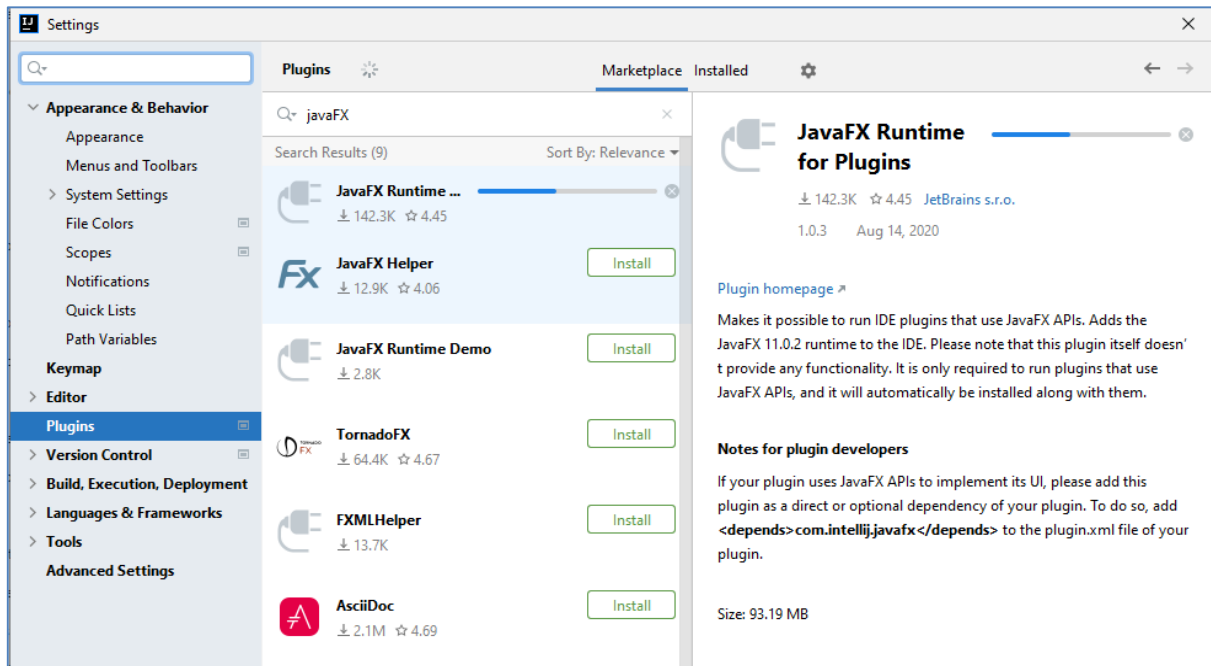 IJ Settings
Appearance & Behavior
Appearance
Menus and Toolbars
System Settings
File Colors
Scopes
Notifications
Quick Lists
Path Variables
Keymap
Editor
Plugins
Version Control
Build, Execution, Deployment
Languages & Frameworks
Tools
Advanced Settings
Plugins Marketplace Installed
javaFX
Search Results (9) Sort By: Relevance
JavaFX Runtime ...
142.3K 4.45
Fx JavaFX Helper Install
12.9K 4.06
JavaFX Runtime Demo Install
2.8K
TORNADO FX TornadoFX Install
64.4K 4.67
FXMLHelper Install
13.7K
AsciiDoc Install
2.1M 4.69
JavaFX Runtime
for Plugins
142.3K 4.45 JetBrains s.r.o.
1.0.3 Aug 14, 2020
Plugin homepage
Makes it possible to run IDE plugins that use JavaFX APIs. Adds the
JavaFX 11.0.2 runtime to the IDE. Please note that this plugin itself doesn'
t provide any functionality. It is only required to run plugins that use
JavaFX APIs, and it will automatically be installed along with them.
Notes for plugin developers
If your plugin uses JavaFX APIs to implement its UI, please add this
plugin as a direct or optional dependency of your plugin. To do so, add
<depends>com.intellij.javafx</depends> to the plugin.xml file of your
plugin.
Size: 93.19 MB